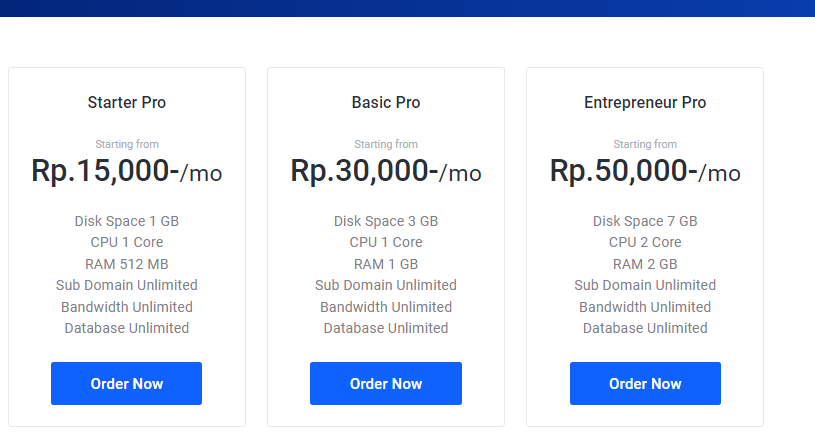 Starter Pro
Starting from
Rp.15,000-/mo
Disk Space 1 GB
CPU 1 Core
RAM 512 MB
Sub Domain Unlimited
Bandwidth Unlimited
Database Unlimited
Order Now
Basic Pro
Starting from
Rp.30,000-/mo
Disk Space 3 GB
CPU 1 Core
RAM 1 GB
Sub Domain Unlimited
Bandwidth Unlimited
Database Unlimited
Order Now
Entrepreneur Pro
Starting from
Rp.50,000-/mo
Disk Space 7 GB
CPU 2 Core
RAM 2 GB
Sub Domain Unlimited
Bandwidth Unlimited
Database Unlimited
Order Now